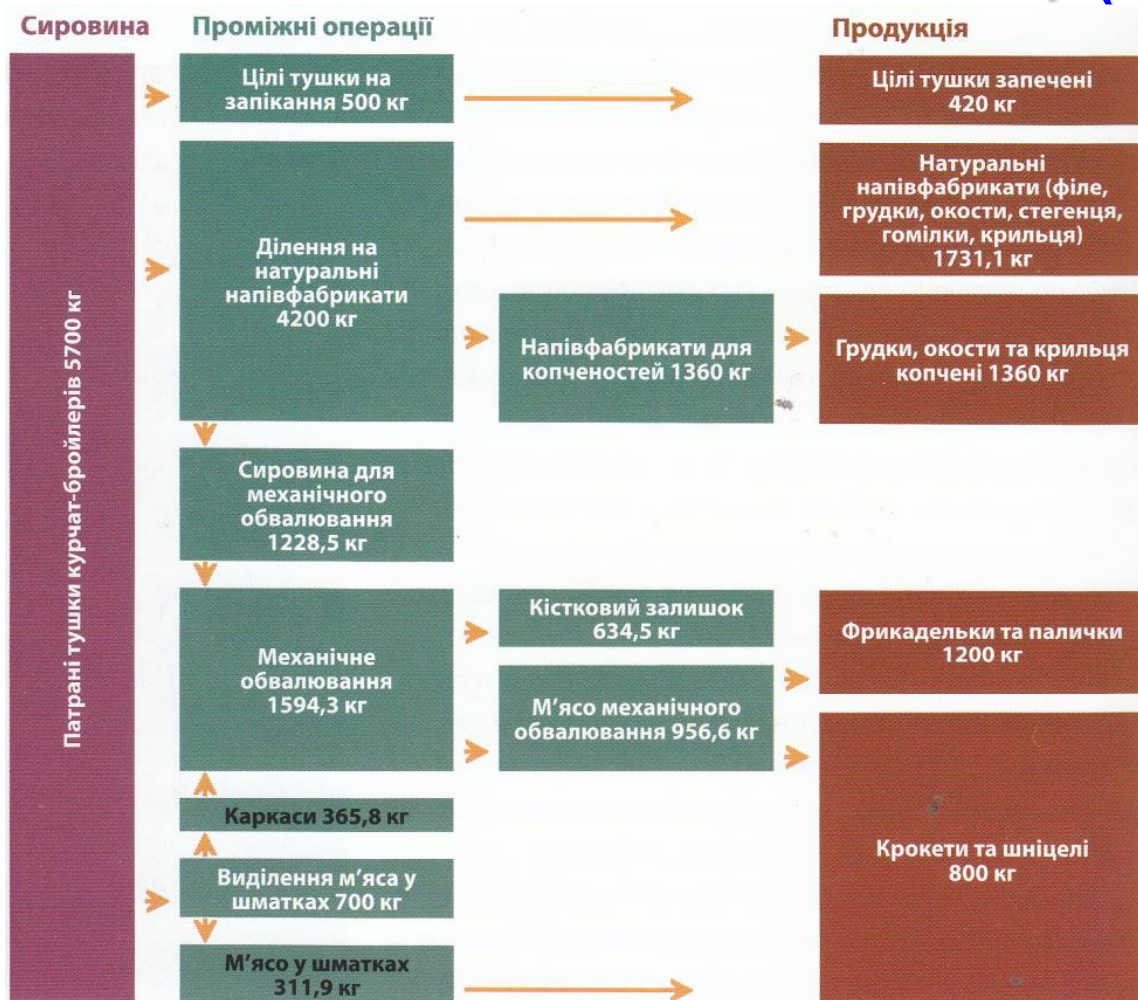 Сировина
Проміжні операції
Продукція
Патрані тушки курчат-бройлерів 5700 кг
Цілі тушки на
запікання 500 кг
Цілі тушки запечені
420 кг
Ділення на
натуральні
напівфабрикати
4200 кг
Натуральні
напівфабрикати (філе,
грудки, окости, стегенця,
гомілки, крильця)
1731,1 кг
Напівфабрикати для
копченостей 1360 кг
Грудки, окости та крильця
копчені 1360 кг
Сировина для
механічного
обвалювання
1228,5 кг
Механічне
обвалювання
1594,3 кг
Кістковий залишок
634,5 кг
М’ясо механічного
обвалювання 956,6 кг
Фрикадельки та палички
1200 кг
Каркаси 365,8 кг
Виділення м’яса у
шматках 700 кг
М’ясо у шматках
311,9 кг
Крокети та шніцелі
800 кг